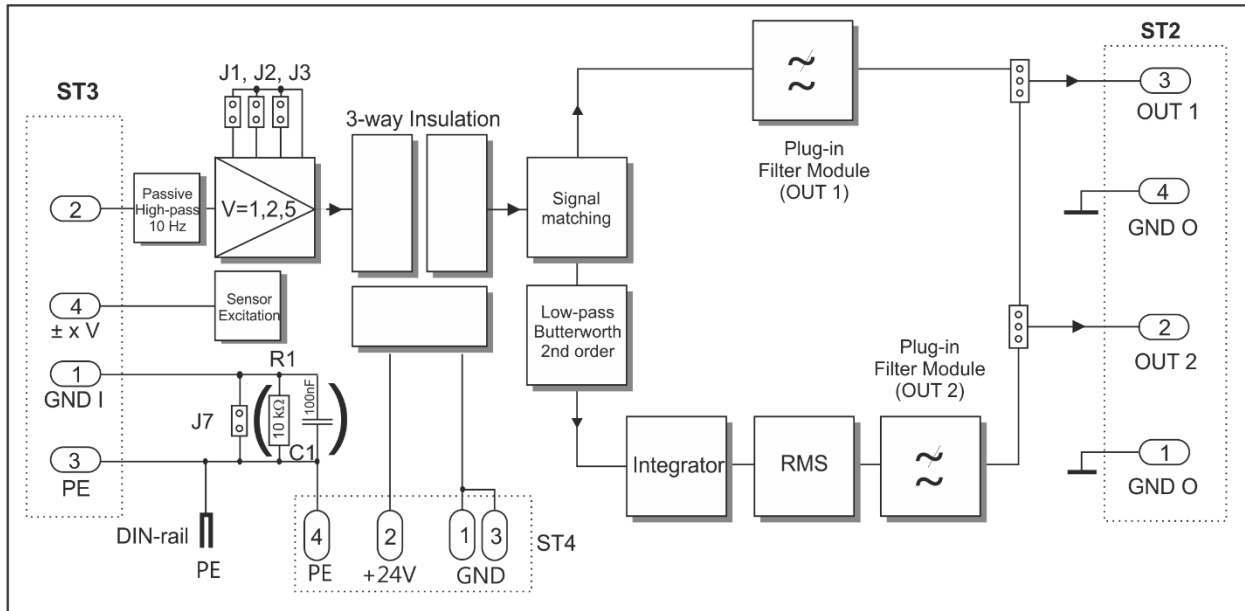 ST3
2
4
± x V
1
GND I
3
PE
Passive
High-pass
10 Hz
J1, J2, J3
V=1,2,5
Sensor
Excitation
R1
J7
10 kΩ
100nF
C1
DIN-rail
PE
3-way Insulation
4
PE
2
+24V
1
3
GND
ST4
Signal
matching
Low-pass
Butterworth
2nd order
Plug-in
Filter Module
(OUT 1)
Integrator
RMS
Plug-in
Filter Module
(OUT 2)
ST2
3
OUT 1
4
GND O
2
OUT 2
1
GND O